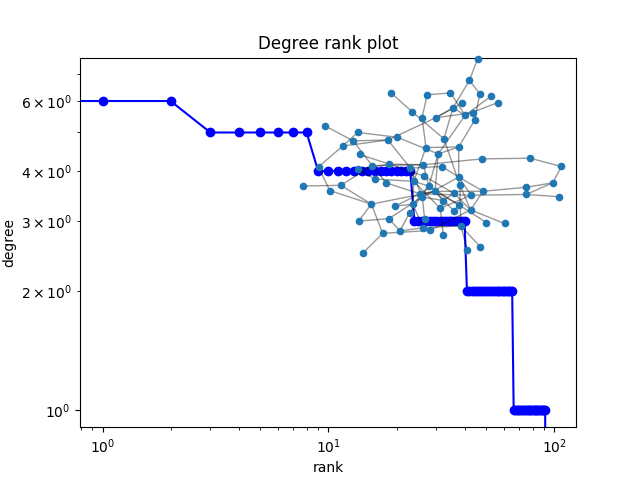 Degree rank plot
6 × 10⁰
4 × 10⁰
3 × 10⁰
2 × 10⁰
10⁰
degree
10⁰ 10¹ 10²
rank